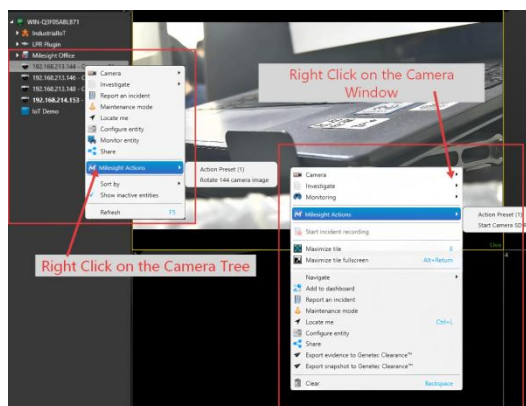 WIN-Q3F0SABLB71
IndustrialIoT
LPR Plugin
Milesight Office
192.168.213.144 - C
192.168.213.146 - C
192.168.213.148 - C
192.168.214.153 -
IoT Demo
Camera
Investigate
Report an incident
Maintenance mode
Locate me
Configure entity
Monitor entity
Share
Milesight Actions
Action Preset (1)
Rotate 144 camera image
Sort by
Show inactive entities
Refresh F5
Right Click on the Camera Tree
Right Click on the Camera
Window
Camera
Investigate
Monitoring
Milesight Actions
Action Preset (1)
Start Camera SD R
Start incident recording
Live
Maximize tile E
Maximize tile fullscreen Alt+Return
4
Navigate
Add to dashboard
Report an incident
Maintenance mode
Locate me Ctrl+L
Configure entity
Share
Export evidence to Genetec Clearance™
Export snapshot to Genetec Clearance™
Clear Backspace